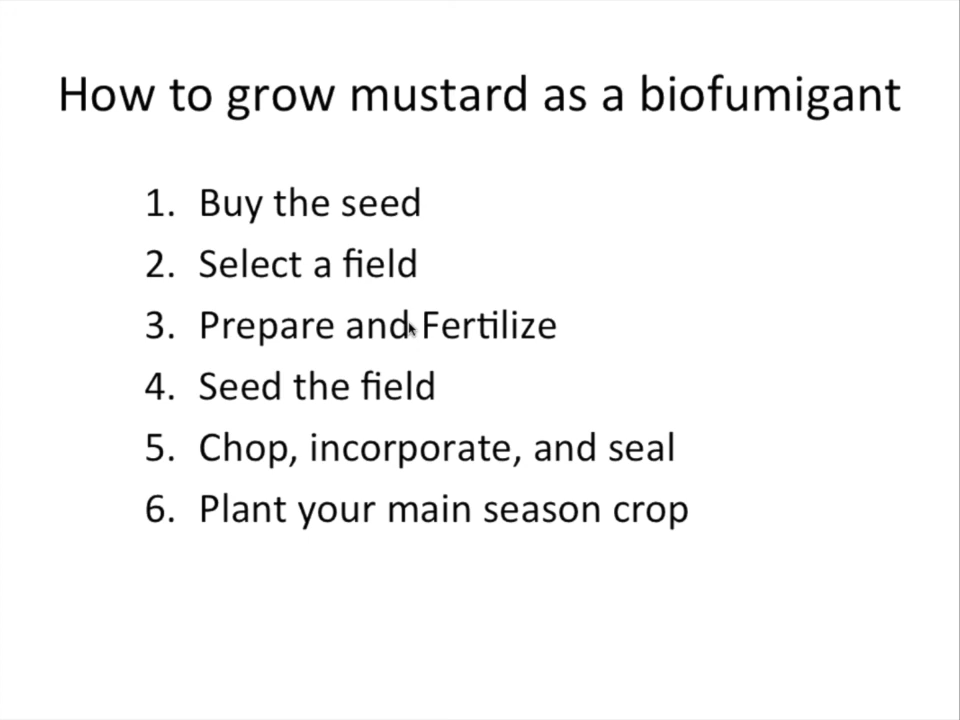 How to grow mustard as a biofumigant
1. Buy the seed
2. Select a field
3. Prepare and Fertilize
4. Seed the field
5. Chop, incorporate, and seal
6. Plant your main season crop